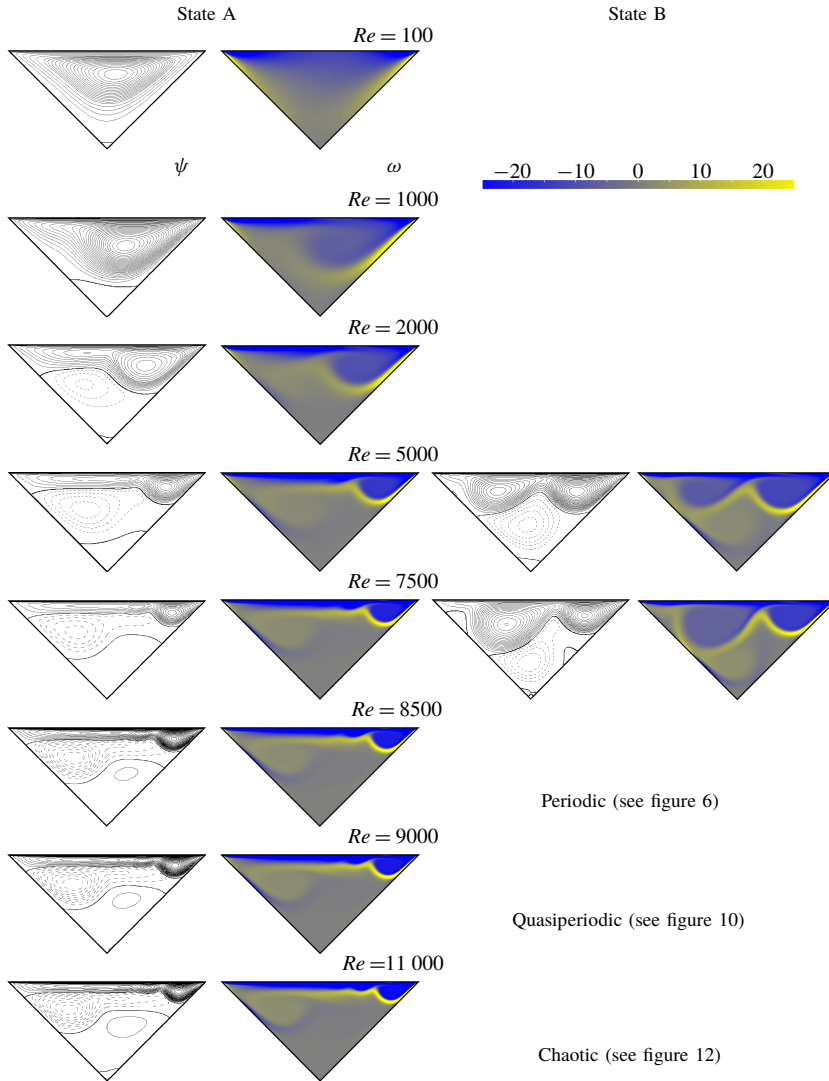 State A State B
Re = 100
ψ ω
−20 −10 0 10 20
Re = 1000
Re = 2000
Re = 5000
Re = 7500
Re = 8500
Periodic (see figure 6)
Re = 9000
Quasiperiodic (see figure 10)
Re =11 000
Chaotic (see figure 12)